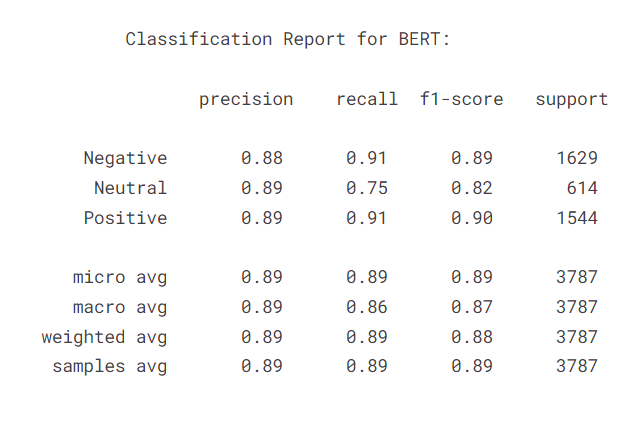 Classification Report for BERT:
precision recall f1-score support
Negative 0.88 0.91 0.89 1629
Neutral 0.89 0.75 0.82 614
Positive 0.89 0.91 0.90 1544
micro avg 0.89 0.89 0.89 3787
macro avg 0.89 0.86 0.87 3787
weighted avg 0.89 0.89 0.88 3787
samples avg 0.89 0.89 0.89 3787